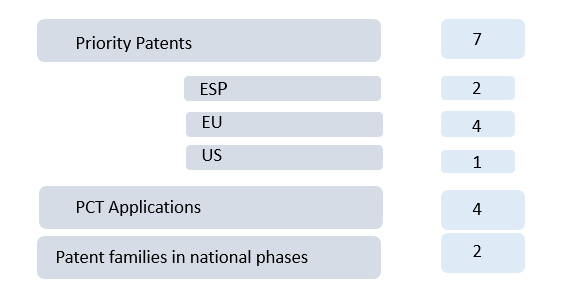 Priority Patents 7
ESP 2
EU 4
US 1
PCT Applications 4
Patent families in national phases 2